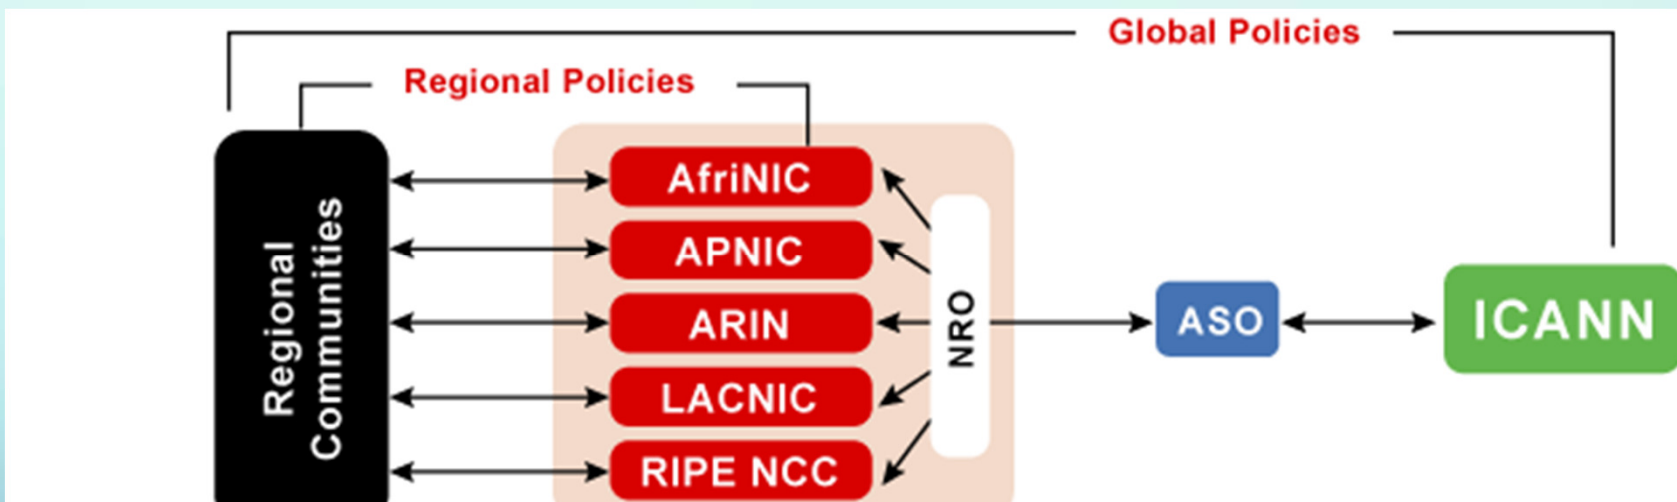 Global Policies
Regional Policies
Regional
Communities
AfriNIC
APNIC
ARIN
LACNIC
RIPE NCC
NRO
ASO
ICANN